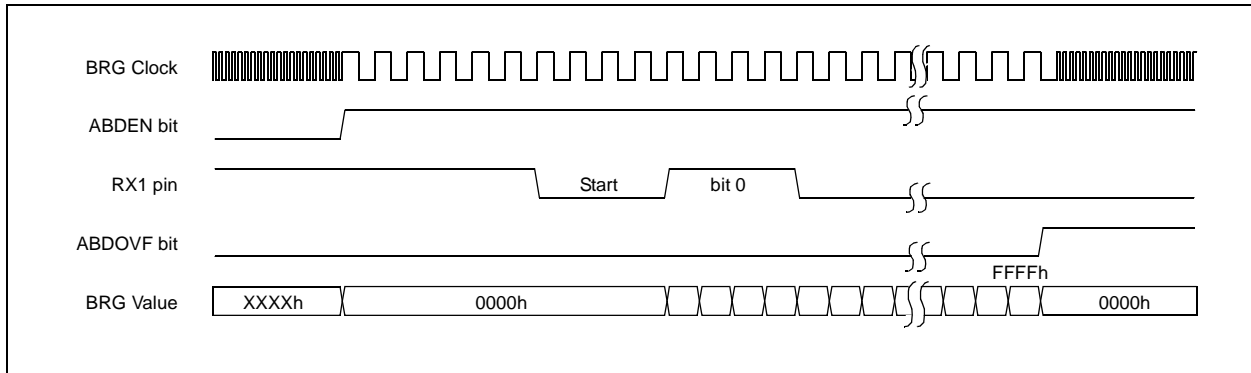 BRG Clock
ABDEN bit
RX1 pin
Start
bit 0
ABDOVF bit
FFFFh
BRG Value
XXXXh
0000h
0000h